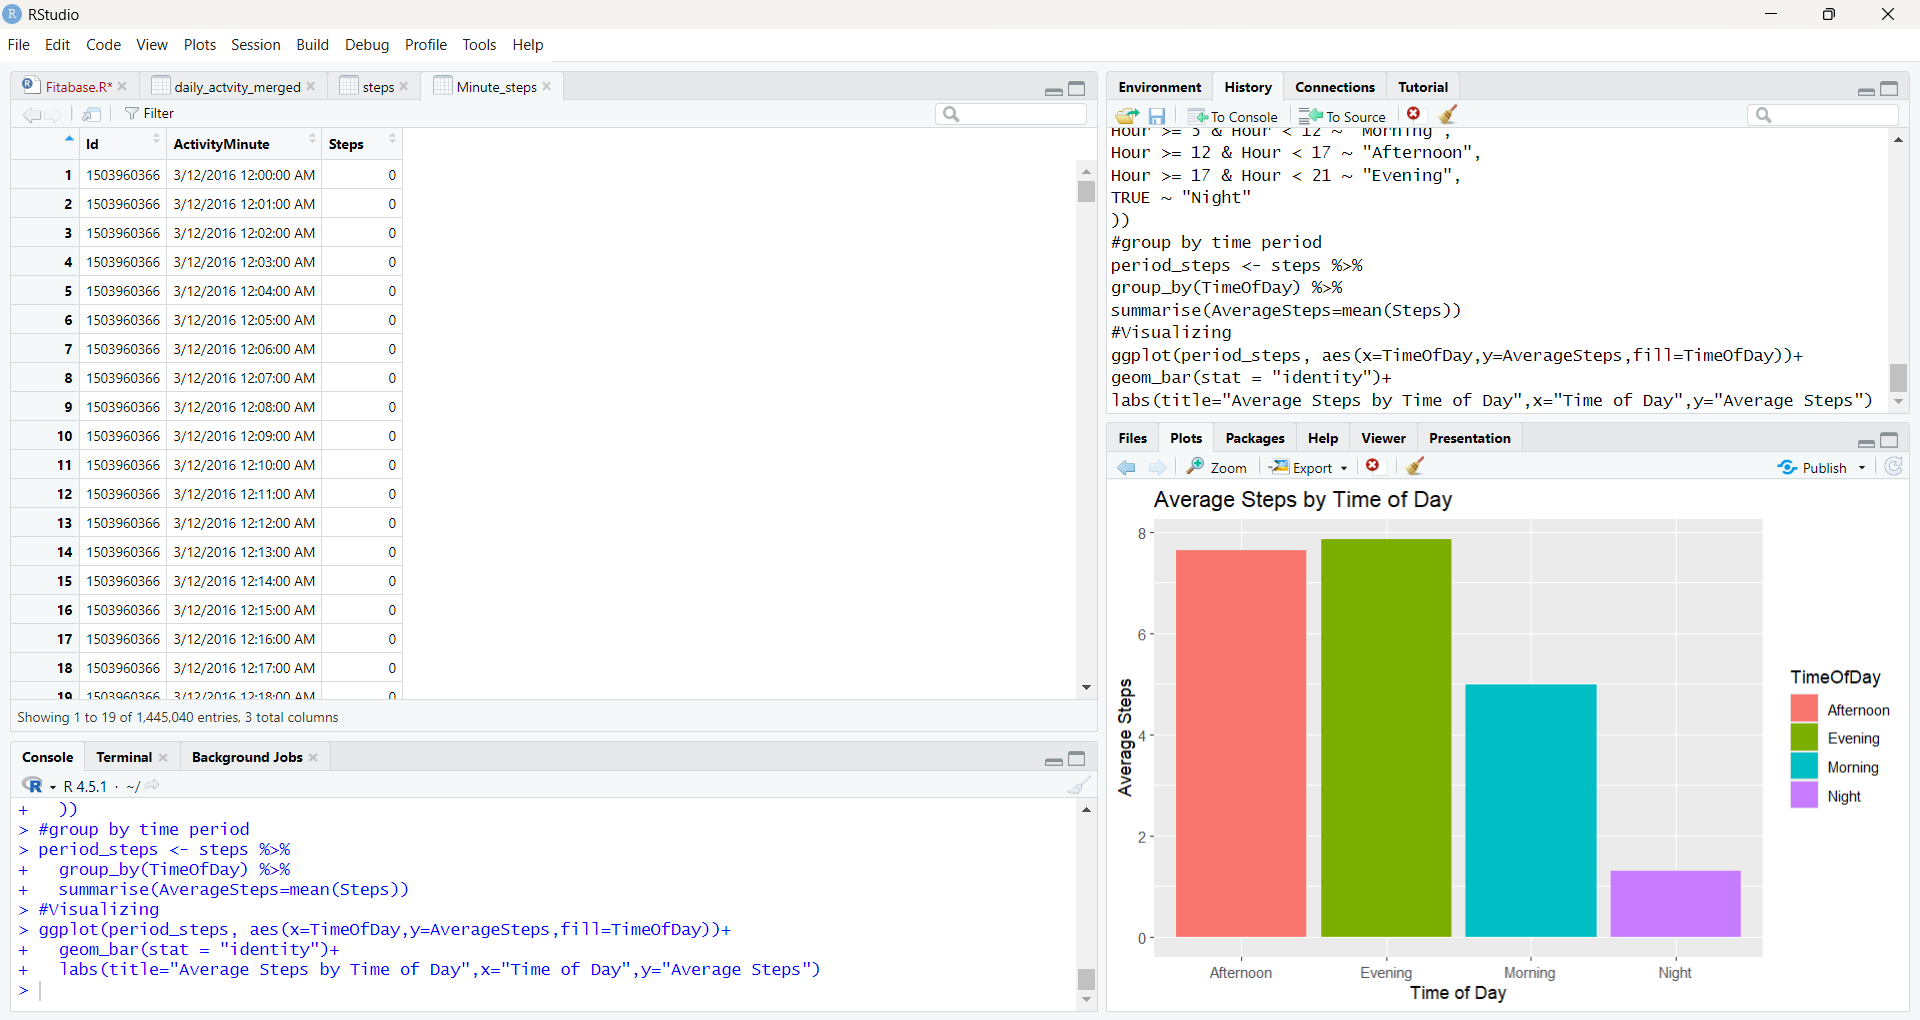 RStudio
File Edit Code View Plots Session Build Debug Profile Tools Help
Fitabase.R* daily_actvity_merged steps Minute_steps
Filter
Id ActivityMinute Steps
1 1503960366 3/12/2016 12:00:00 AM 0
2 1503960366 3/12/2016 12:01:00 AM 0
3 1503960366 3/12/2016 12:02:00 AM 0
4 1503960366 3/12/2016 12:03:00 AM 0
5 1503960366 3/12/2016 12:04:00 AM 0
6 1503960366 3/12/2016 12:05:00 AM 0
7 1503960366 3/12/2016 12:06:00 AM 0
8 1503960366 3/12/2016 12:07:00 AM 0
9 1503960366 3/12/2016 12:08:00 AM 0
10 1503960366 3/12/2016 12:09:00 AM 0
11 1503960366 3/12/2016 12:10:00 AM 0
12 1503960366 3/12/2016 12:11:00 AM 0
13 1503960366 3/12/2016 12:12:00 AM 0
14 1503960366 3/12/2016 12:13:00 AM 0
15 1503960366 3/12/2016 12:14:00 AM 0
16 1503960366 3/12/2016 12:15:00 AM 0
17 1503960366 3/12/2016 12:16:00 AM 0
18 1503960366 3/12/2016 12:17:00 AM 0
19 1503960366 3/12/2016 12:18:00 AM 0
Showing 1 to 19 of 1,445,040 entries, 3 total columns
Console Terminal Background Jobs
R 4.5.1 · ~/
+   ))
> #group by time period
> period_steps <- steps %>%
+   group_by(TimeOfDay) %>%
+   summarise(AverageSteps=mean(Steps))
> #Visualizing
> ggplot(period_steps, aes(x=TimeOfDay,y=AverageSteps,fill=TimeOfDay))+
+   geom_bar(stat = "identity")+
+   labs(title="Average Steps by Time of Day",x="Time of Day",y="Average Steps")
>
Environment History Connections Tutorial
To Console To Source
Hour >= 5 & Hour < 12 ~ "Morning",
Hour >= 12 & Hour < 17 ~ "Afternoon",
Hour >= 17 & Hour < 21 ~ "Evening",
TRUE ~ "Night"
))
#group by time period
period_steps <- steps %>%
group_by(TimeOfDay) %>%
summarise(AverageSteps=mean(Steps))
#Visualizing
ggplot(period_steps, aes(x=TimeOfDay,y=AverageSteps,fill=TimeOfDay))+
geom_bar(stat = "identity")+
labs(title="Average Steps by Time of Day",x="Time of Day",y="Average Steps")
Files Plots Packages Help Viewer Presentation
Zoom Export Publish
Average Steps by Time of Day
8
6
4
2
0
Average Steps
Afternoon Evening Morning Night
Time of Day
TimeOfDay
Afternoon
Evening
Morning
Night